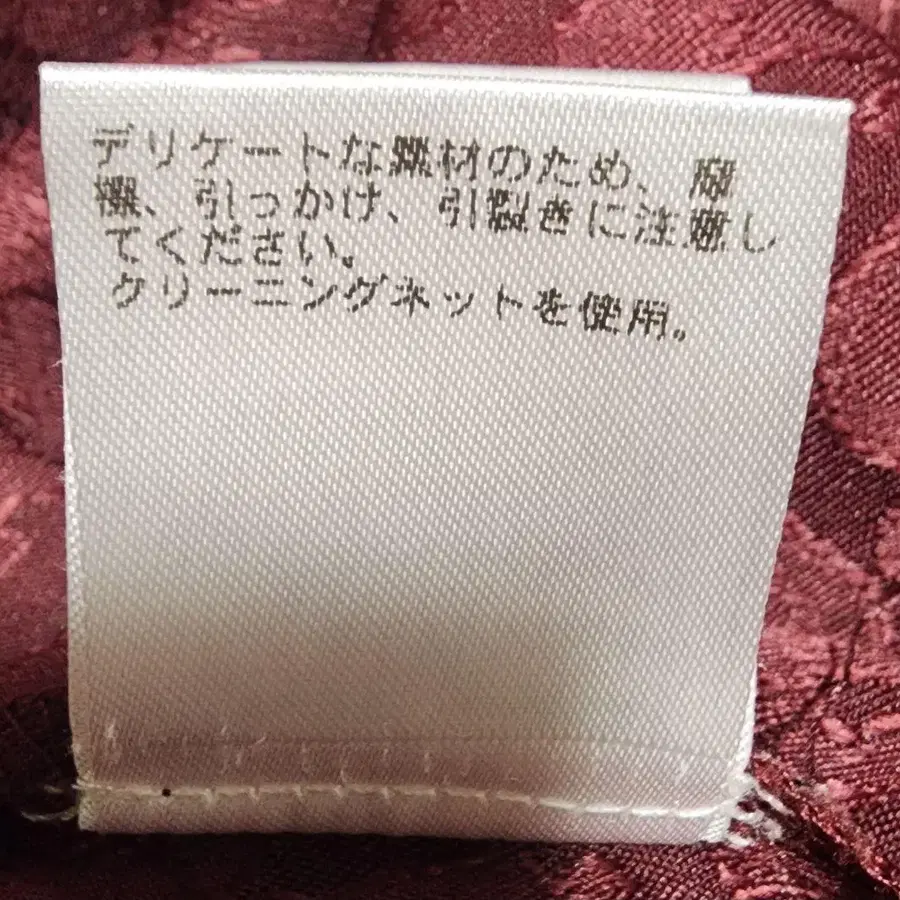 デリケートな素材のため、摩
擦、引っかけ、引裂きに注意し
てください。
クリーニングネットを使用。